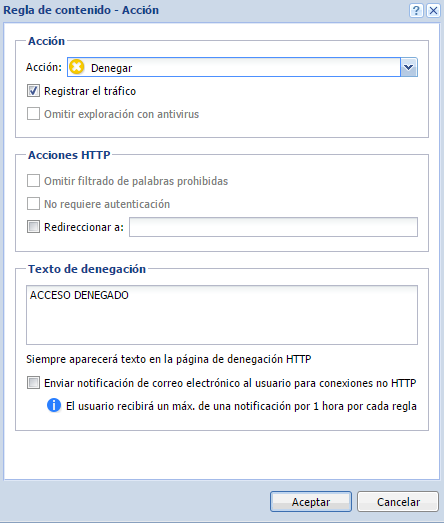 Regla de contenido - Acción
Acción
Acción: Denegar
Registrar el tráfico
Omitir exploración con antivirus
Acciones HTTP
Omitir filtrado de palabras prohibidas
No requiere autenticación
Redireccionar a:
Texto de denegación
ACCESO DENEGADO
Siempre aparecerá texto en la página de denegación HTTP
Enviar notificación de correo electrónico al usuario para conexiones no HTTP
El usuario recibirá un máx. de una notificación por 1 hora por cada regla
Aceptar Cancelar